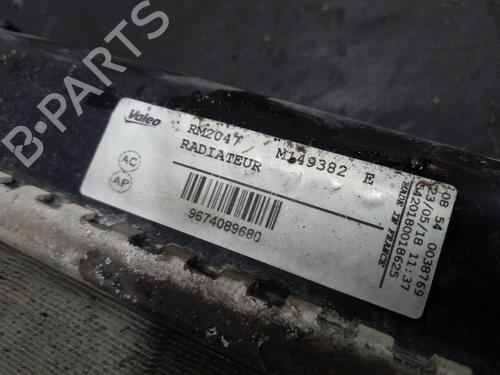 B-PARTS
Valeo
RM2047 M149382 E
RADIATEUR
AC
AP
9674089680
08 54 0038769
23/05/18 11:37
MADE IN FRANCE